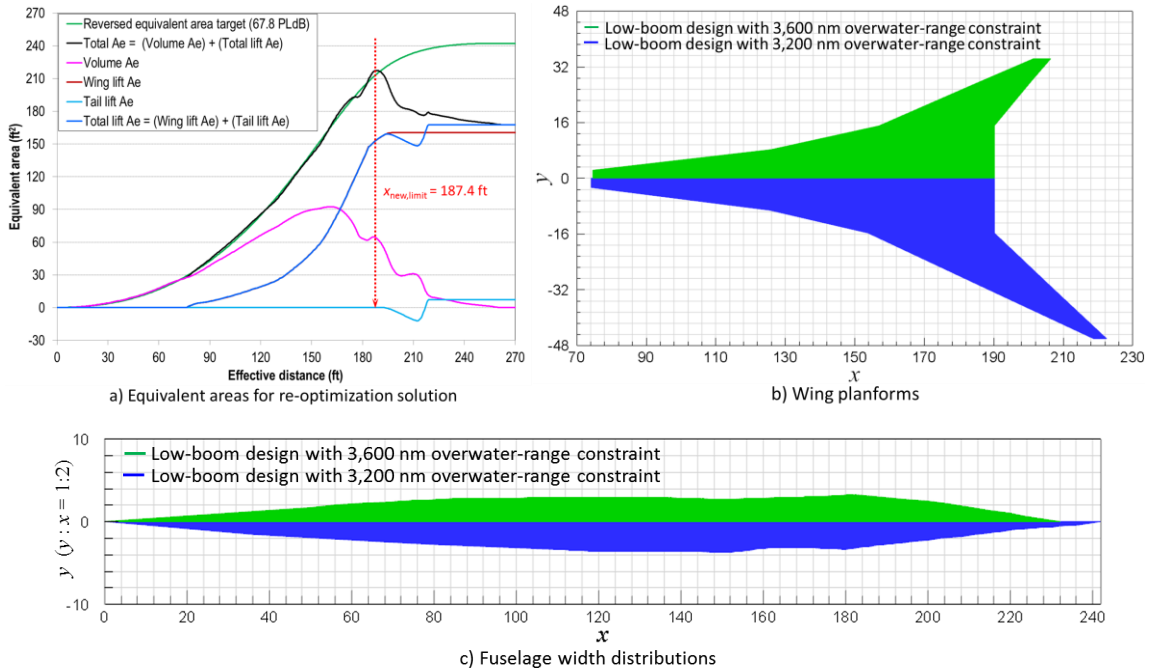 Reversed equivalent area target (67.8 PLdB)
Total Ae = (Volume Ae) + (Total lift Ae)
Volume Ae
Wing lift Ae
Tail lift Ae
Total lift Ae = (Wing lift Ae) + (Tail lift Ae)
270
240
210
180
150
120
90
60
30
0
-30
Equivalent area (ft²)
xnew,limit = 187.4 ft
0 30 60 90 120 150 180 210 240 270
Effective distance (ft)
a) Equivalent areas for re-optimization solution
Low-boom design with 3,600 nm overwater-range constraint
Low-boom design with 3,200 nm overwater-range constraint
48
32
16
0
-16
-32
-48
y
70 90 110 130 150 170 190 210 230
x
b) Wing planforms
Low-boom design with 3,600 nm overwater-range constraint
Low-boom design with 3,200 nm overwater-range constraint
10
0
-10
y (y : x = 1:2)
0 20 40 60 80 100 120 140 160 180 200 220 240
x
c) Fuselage width distributions